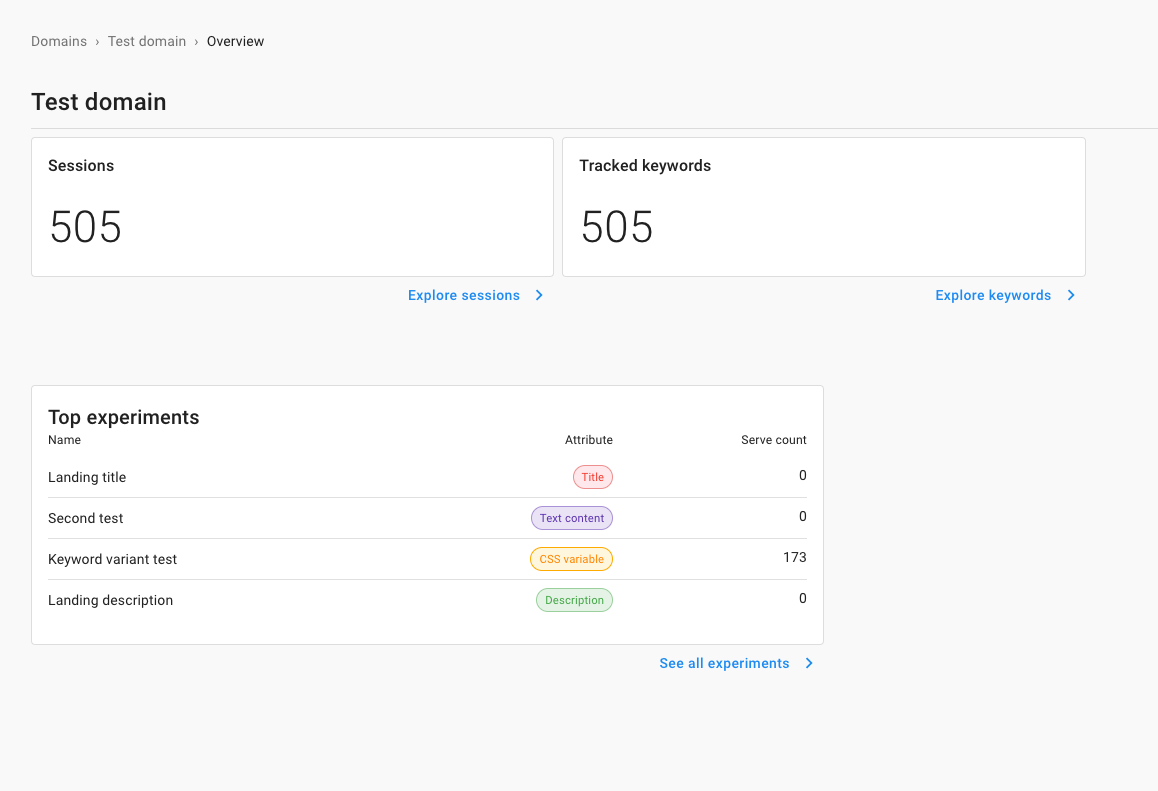 Domains › Test domain › Overview
Test domain
Sessions
505
Explore sessions
Tracked keywords
505
Explore keywords
Top experiments
Name Attribute Serve count
Landing title Title 0
Second test Text content 0
Keyword variant test CSS variable 173
Landing description Description 0
See all experiments